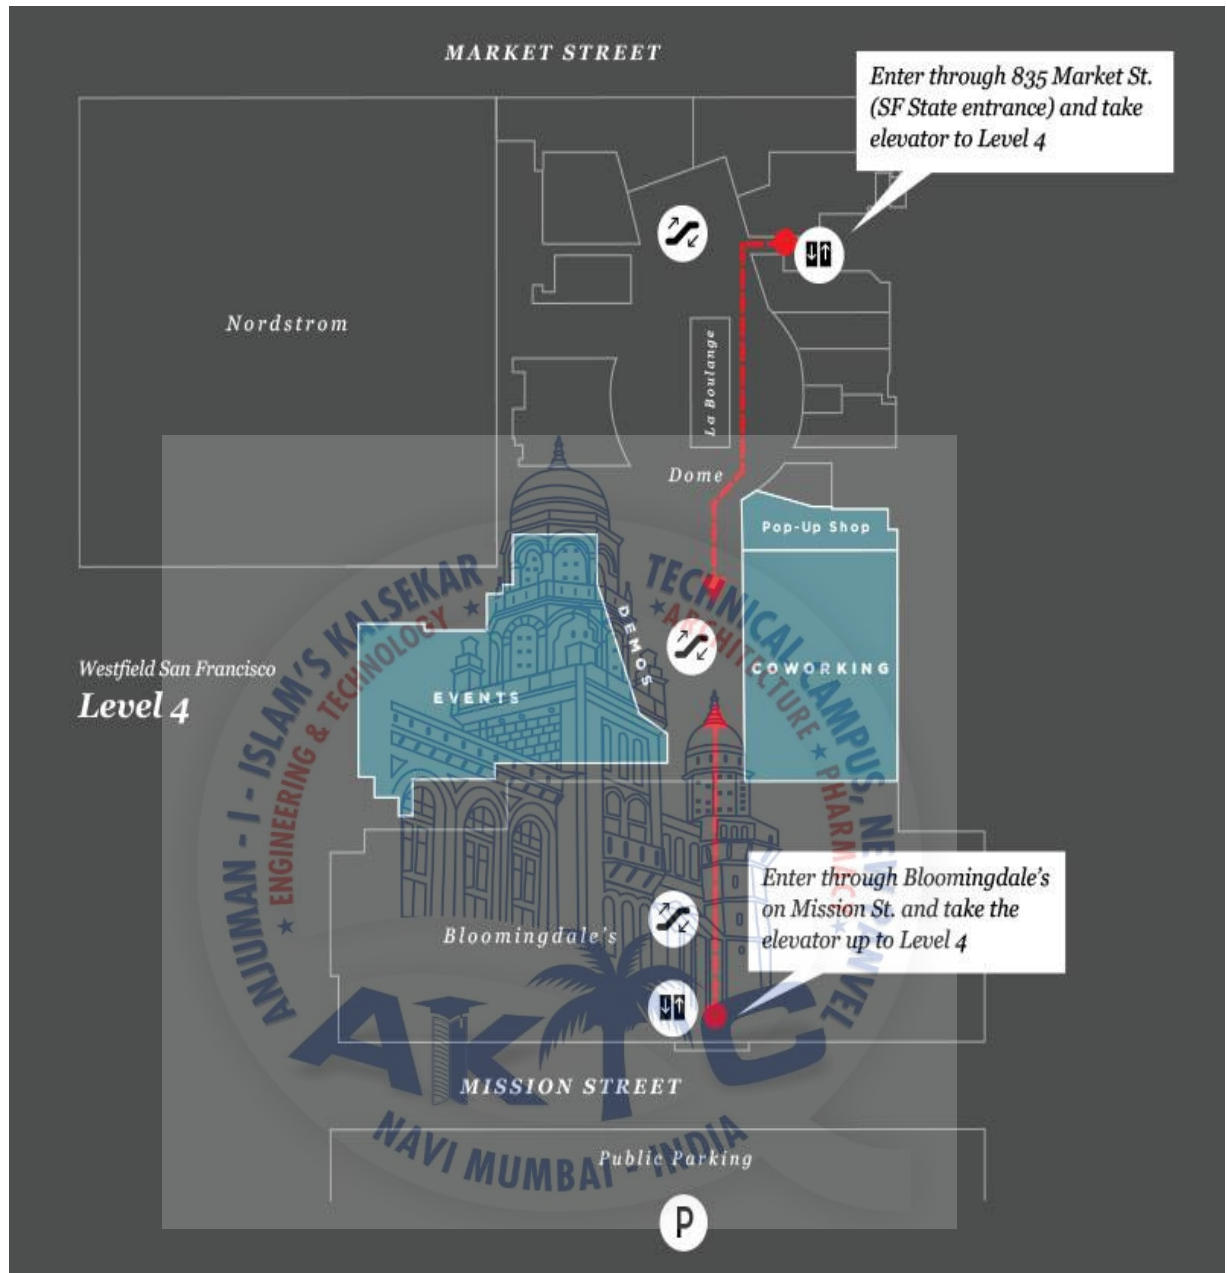 MARKET STREET
Enter through 835 Market St.
(SF State entrance) and take
elevator to Level 4
Nordstrom
La Boulange
Dome
Pop-Up Shop
DEMOS
COWORKING
EVENTS
Westfield San Francisco
Level 4
Enter through Bloomingdale's
on Mission St. and take the
elevator up to Level 4
Bloomingdale's
MISSION STREET
Public Parking
P
ANJUMAN - I - ISLAM'S KALSEKAR TECHNICAL CAMPUS, NEW PANVEL
★ ENGINEERING & TECHNOLOGY ★ ★ ARCHITECTURE ★ PHARMACY ★
AKTC
NAVI MUMBAI - INDIA